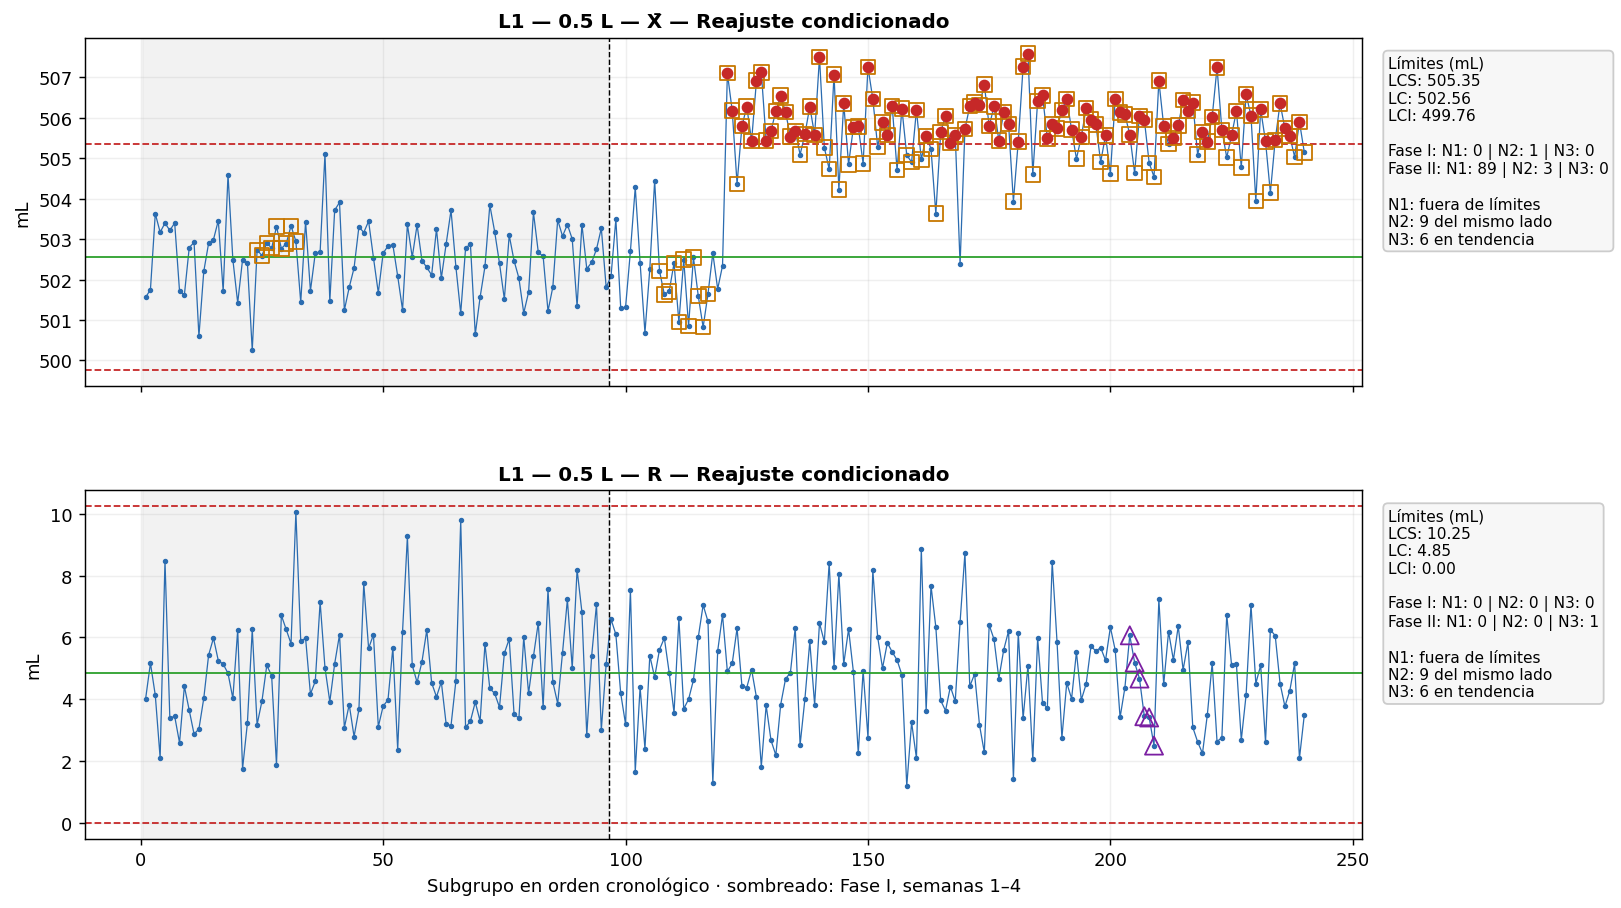 L1 — 0.5 L — X̄ — Reajuste condicionado
507
506
505
504
503
502
501
500
mL
Límites (mL)
LCS: 505.35
LC: 502.56
LCI: 499.76
Fase I: N1: 0 | N2: 1 | N3: 0
Fase II: N1: 89 | N2: 3 | N3: 0
N1: fuera de límites
N2: 9 del mismo lado
N3: 6 en tendencia
L1 — 0.5 L — R — Reajuste condicionado
10
8
6
4
2
0
mL
Límites (mL)
LCS: 10.25
LC: 4.85
LCI: 0.00
Fase I: N1: 0 | N2: 0 | N3: 0
Fase II: N1: 0 | N2: 0 | N3: 1
N1: fuera de límites
N2: 9 del mismo lado
N3: 6 en tendencia
0 50 100 150 200 250
Subgrupo en orden cronológico · sombreado: Fase I, semanas 1–4